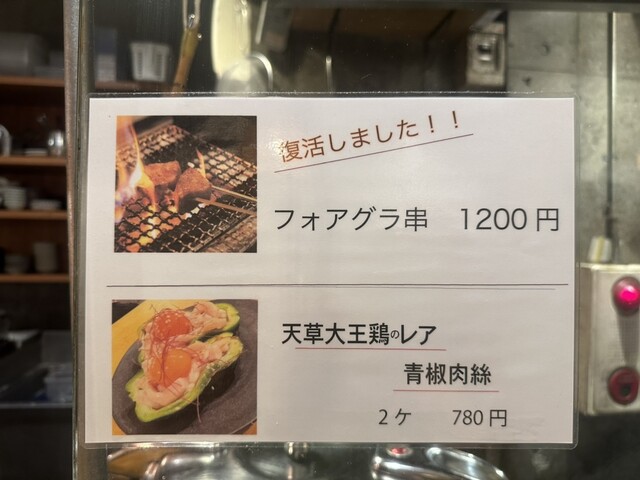 復活しました！！
フォアグラ串 1200円
天草大王鶏のレア
青椒肉絲
2ケ 780円